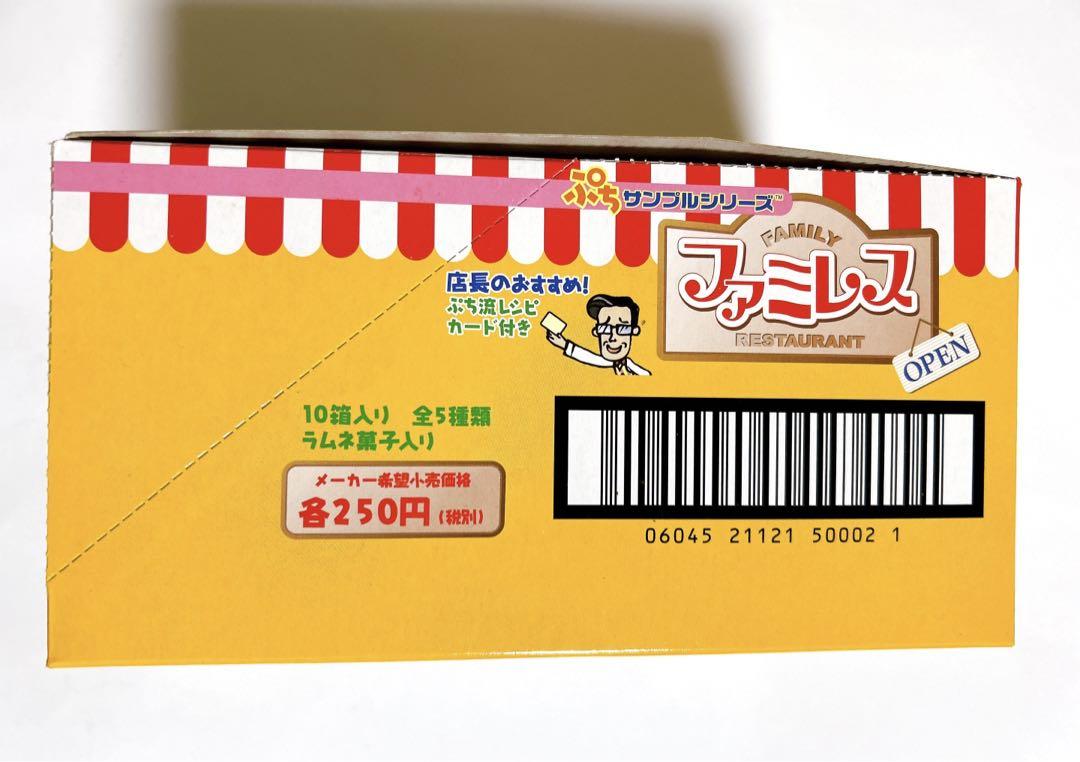 ぷちサンプルシリーズ™
FAMILY
ファミレス
RESTAURANT
OPEN
店長のおすすめ!
ぷち流レシピ
カード付き
10箱入り 全5種類
ラムネ菓子入り
メーカー希望小売価格
各250円(税別)
06045 21121 50002 1